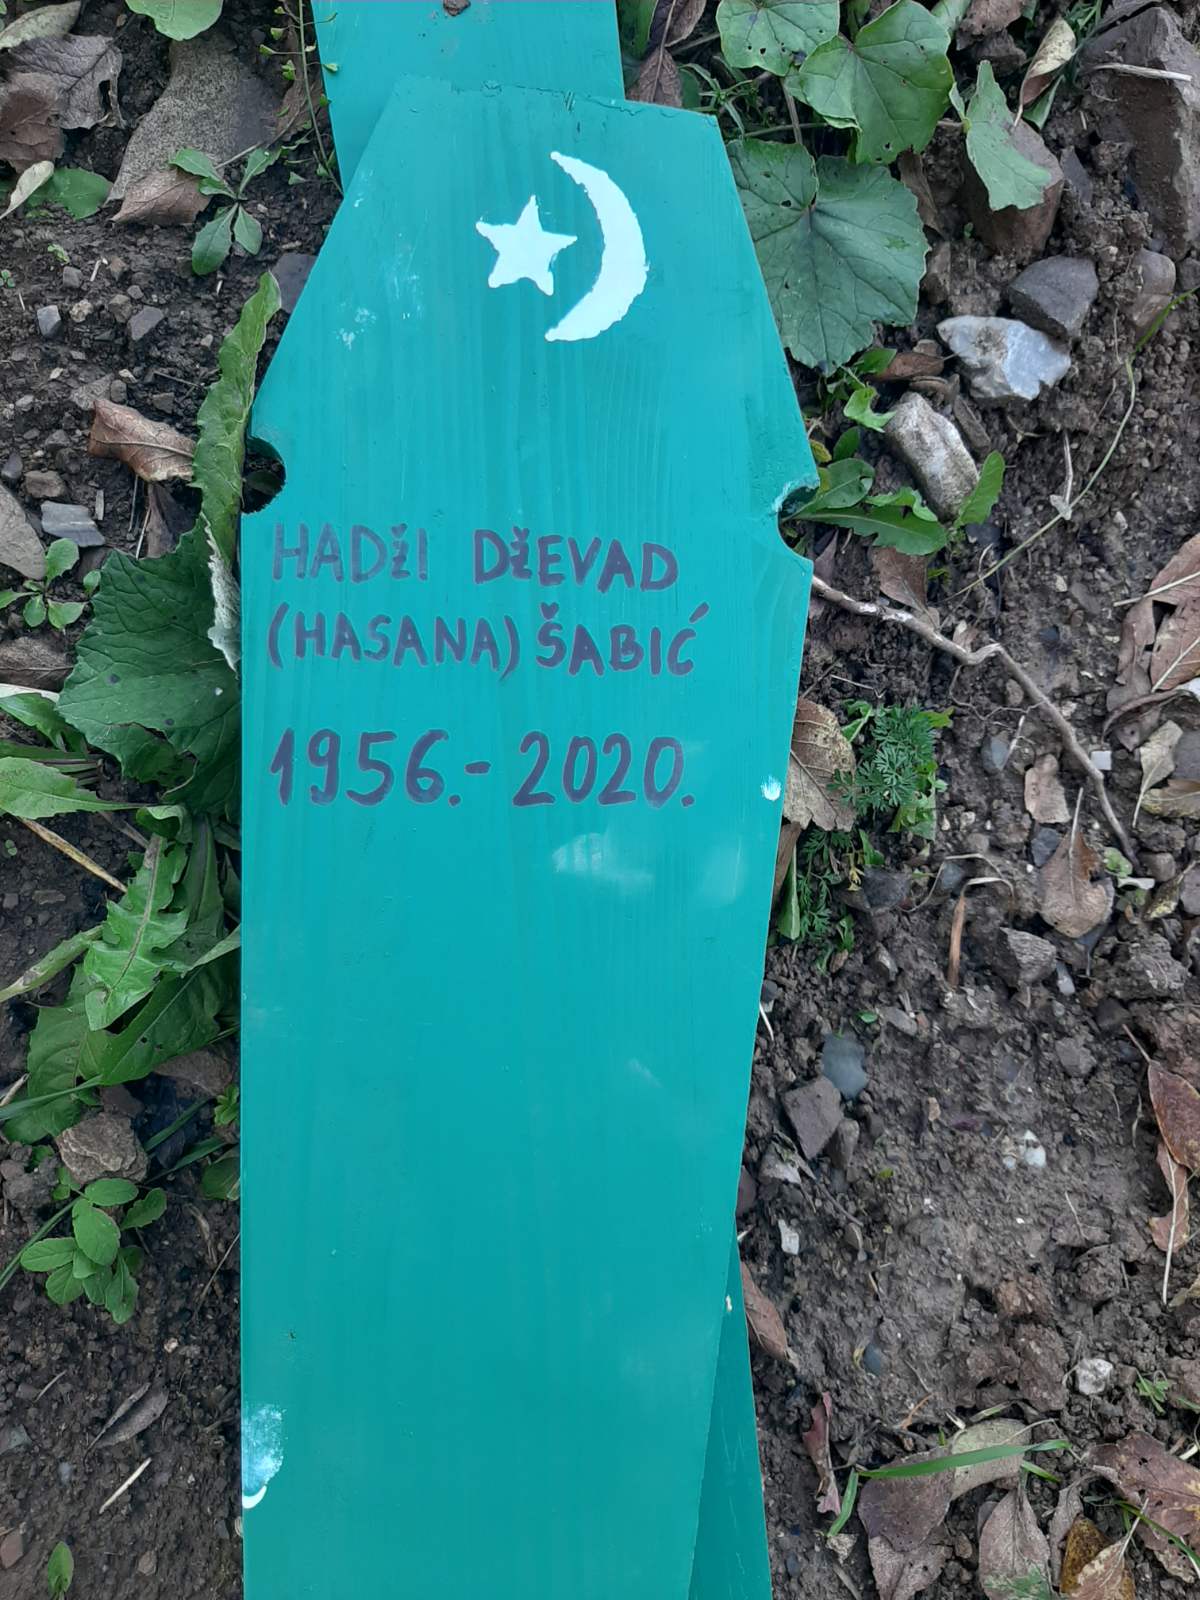 HADŽI DŽEVAD
(HASANA) ŠABIĆ
1956.- 2020.